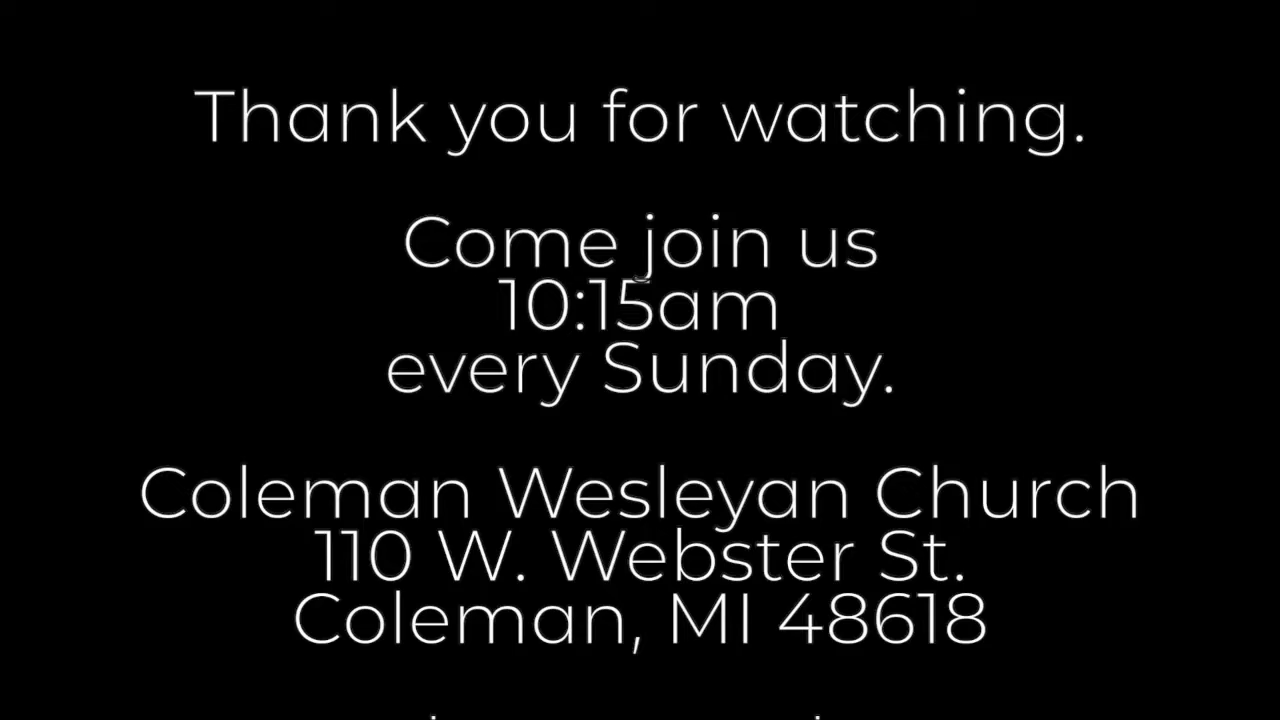 Thank you for watching.
Come join us
10:15am
every Sunday.
Coleman Wesleyan Church
110 W. Webster St.
Coleman, MI 48618